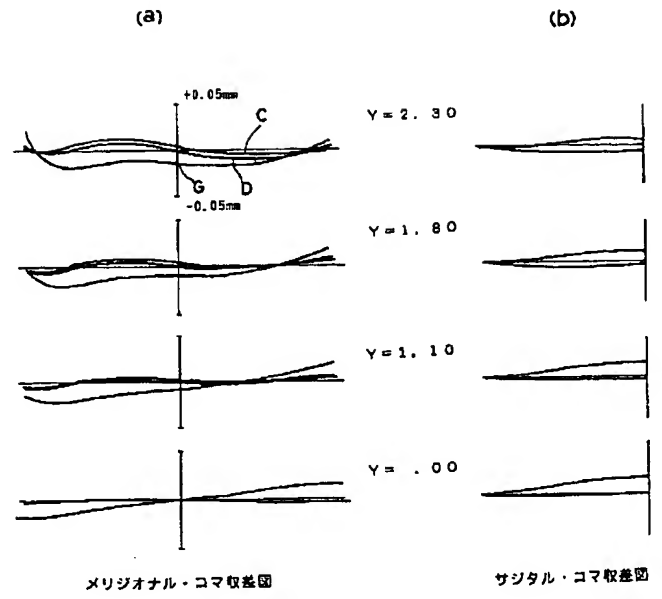 (a)
(b)
+0.05mm
C
G
D
-0.05mm
Y=2.30
Y=1.80
Y=1.10
Y= .00
メリジオナル・コマ収差図
サジタル・コマ収差図